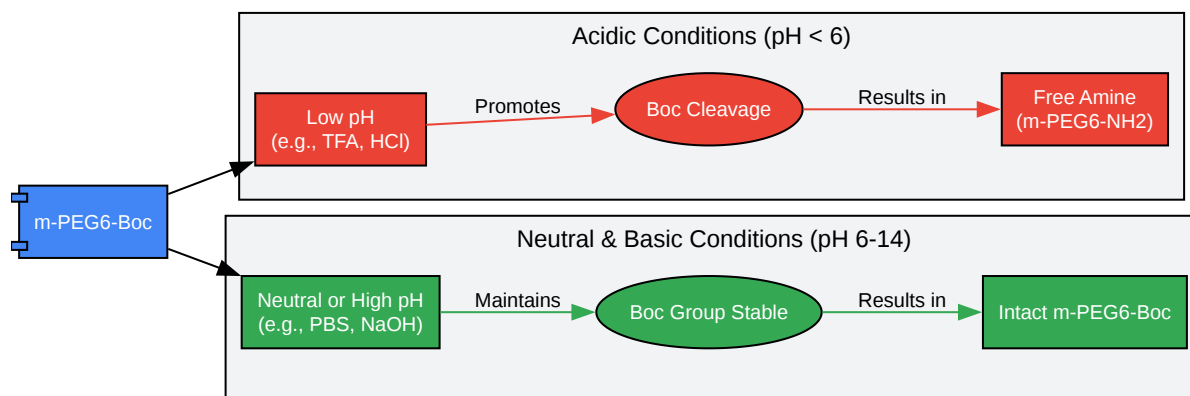 Acidic Conditions (pH < 6)
Low pH
(e.g., TFA, HCl)
Promotes
Boc Cleavage
Results in
Free Amine
(m-PEG6-NH2)
m-PEG6-Boc
Neutral & Basic Conditions (pH 6-14)
Neutral or High pH
(e.g., PBS, NaOH)
Maintains
Boc Group Stable
Results in
Intact m-PEG6-Boc